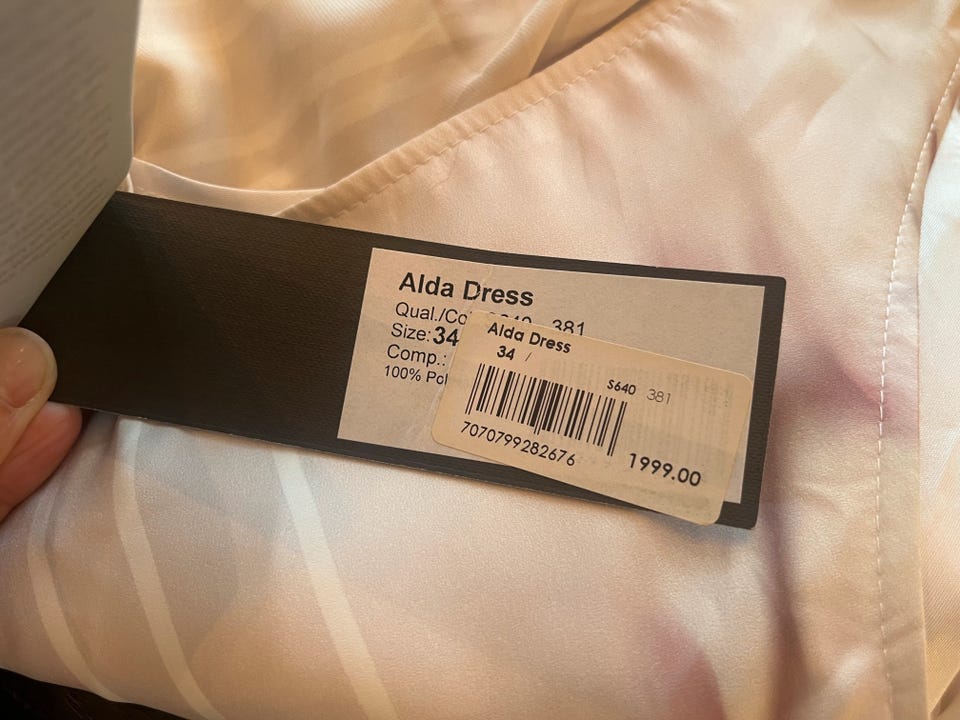 Alda Dress
Qual./Co 381
Size: 34
Comp.:
100% Pol
Alda Dress
34 /
S640 381
7070799282676
1999.00